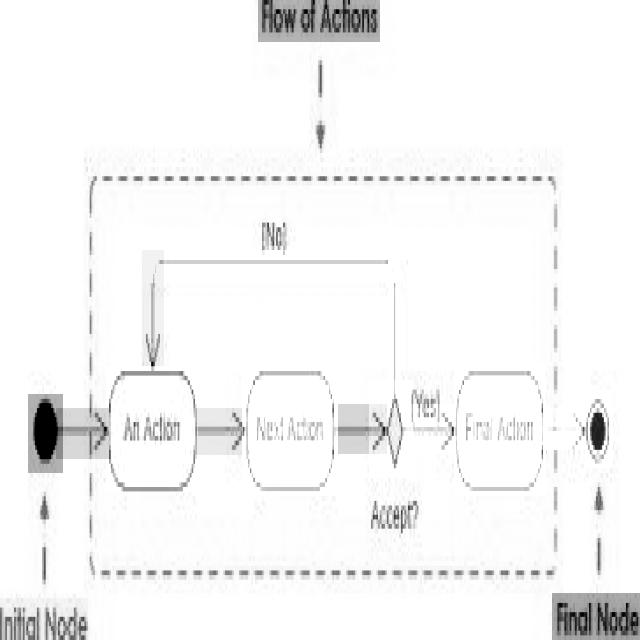 Flow of Actions
[No]
An Action
Next Action
[Yes]
Final Action
Accept?
Initial Node
Final Node